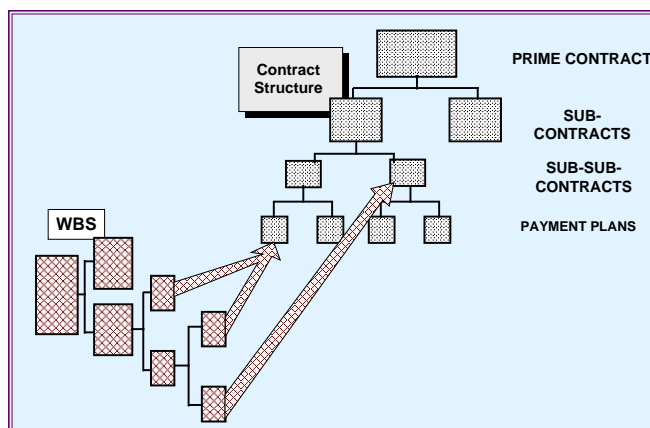 Contract
Structure
PRIME CONTRACT
SUB-
CONTRACTS
SUB-SUB-
CONTRACTS
PAYMENT PLANS
WBS